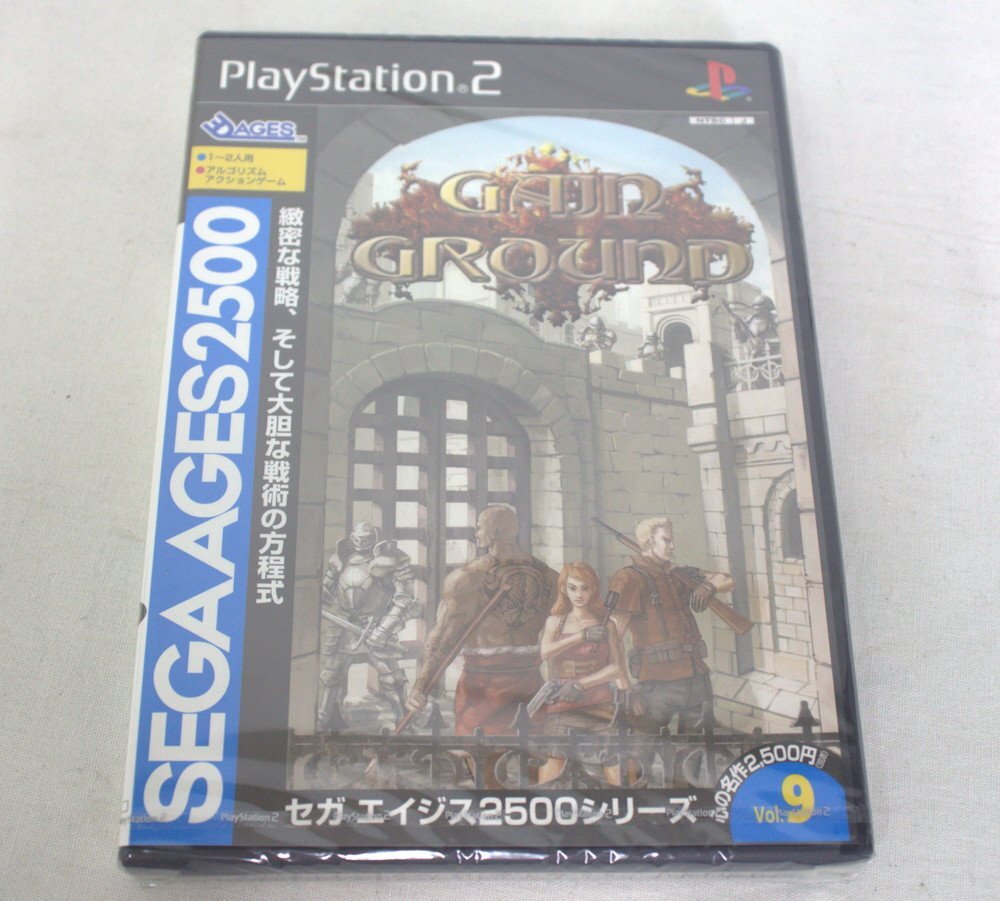 PlayStation®2
NTSC J
3D AGES™
●1〜2人用
●アルゴリズム
アクションゲーム
GAIN
GROUND
SEGA AGES 2500
緻密な戦略、そして大胆な戦術の方程式
セガ エイジス2500シリーズ
心の名作2,500円
Vol.9
PlayStation 2